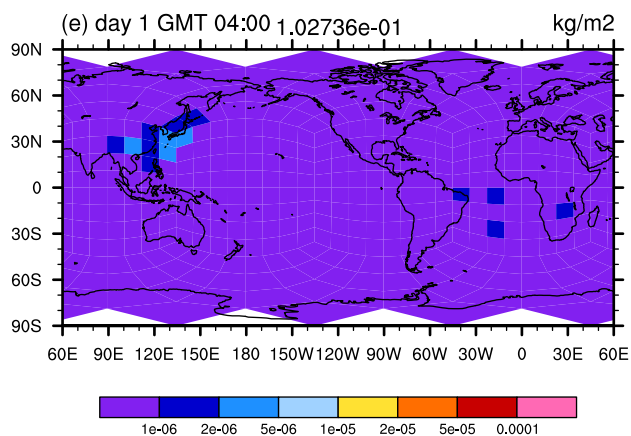 (e) day 1 GMT 04:00 1.02736e-01 kg/m2
90N
60N
30N
0
30S
60S
90S
60E 90E 120E 150E 180 150W 120W 90W 60W 30W 0 30E 60E
1e-06 2e-06 5e-06 1e-05 2e-05 5e-05 0.0001